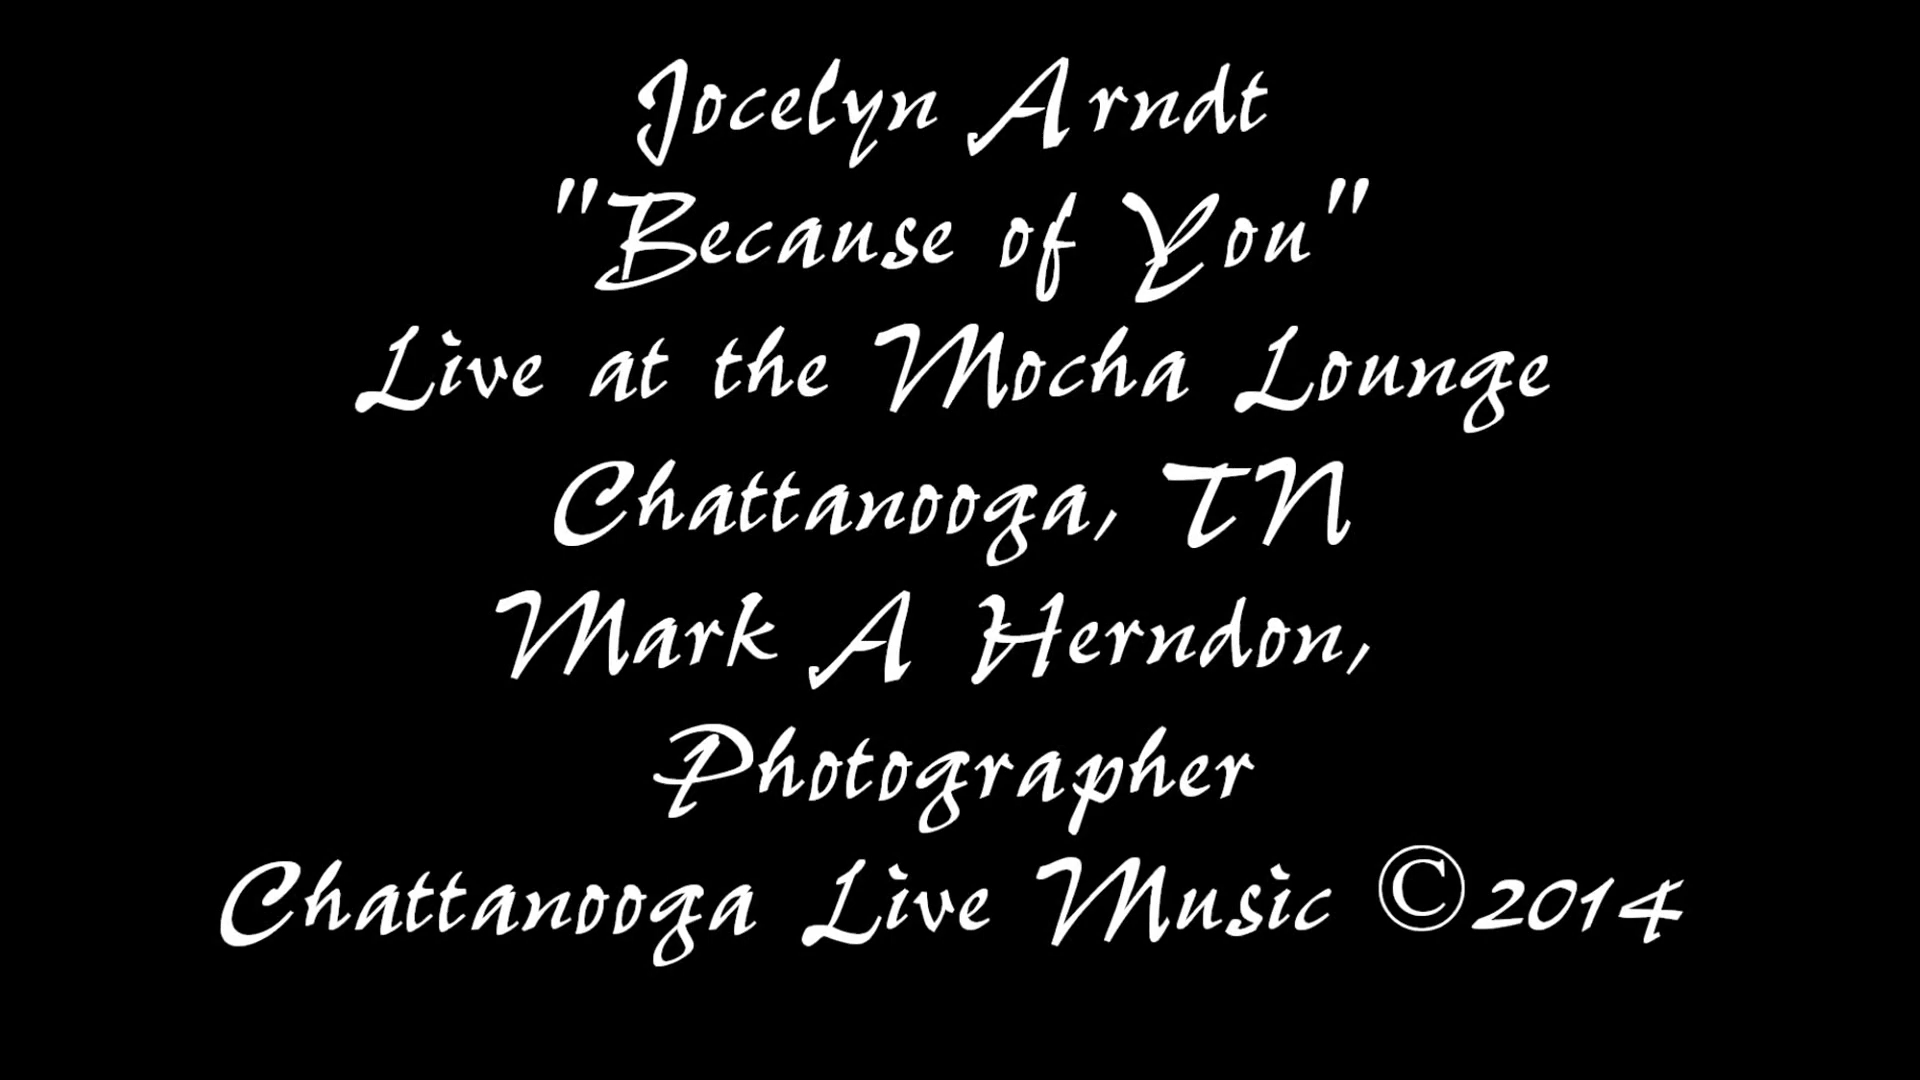 Jocelyn Arndt
"Because of You"
Live at the Mocha Lounge
Chattanooga, TN
Mark A Herndon,
Photographer
Chattanooga Live Music ©2014